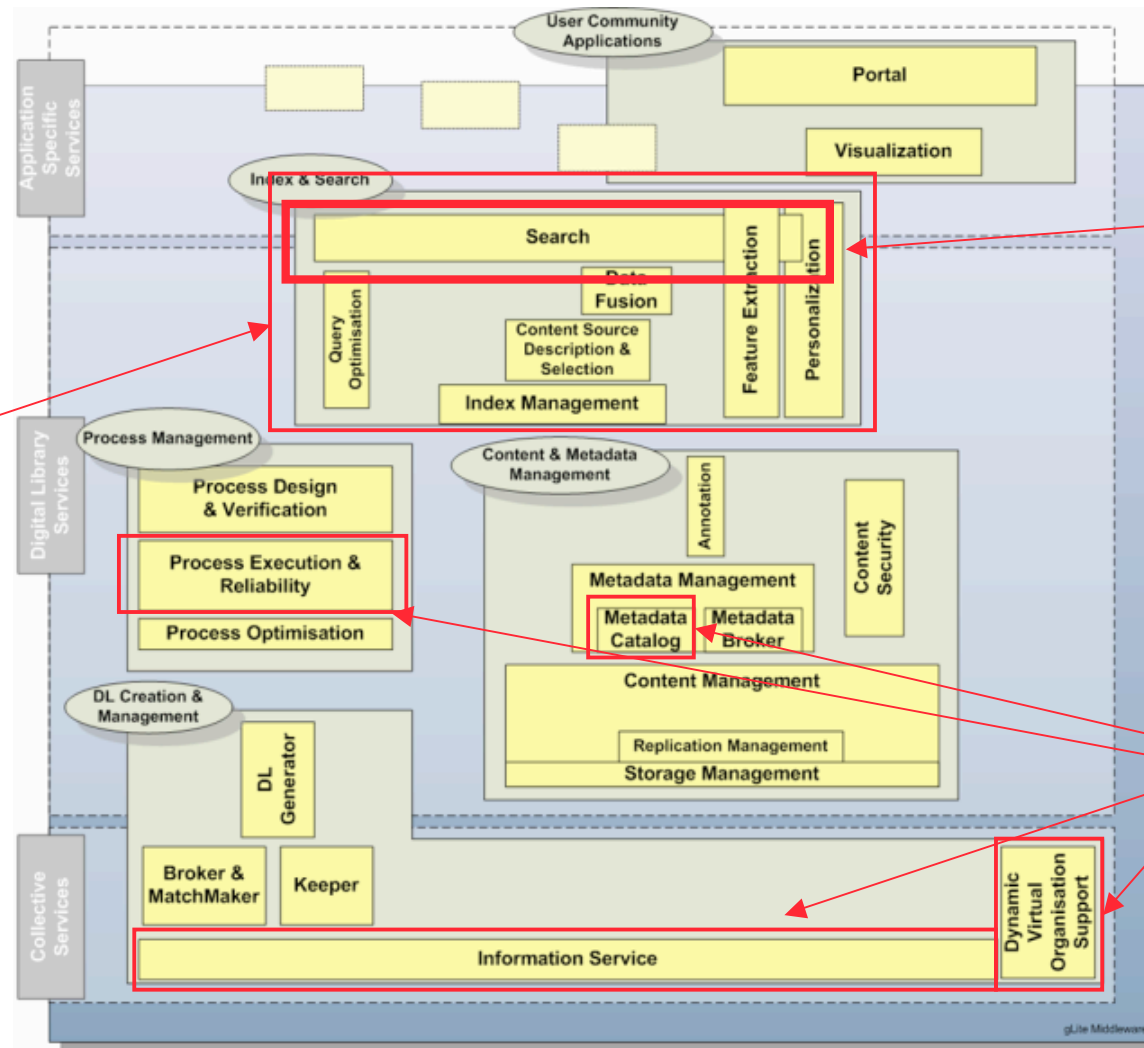 User Community
Applications
Portal
Visualization
Application
Specific
Services
Index & Search
Search
Feature Extraction
Personalization
Query
Optimisation
Data
Fusion
Content Source
Description &
Selection
Index Management
Digital Library
Services
Process Management
Process Design
& Verification
Process Execution &
Reliability
Process Optimisation
Content & Metadata
Management
Annotation
Content
Security
Metadata Management
Metadata
Catalog
Metadata
Broker
Content Management
Replication Management
Storage Management
DL Creation &
Management
DL
Generator
Collective
Services
Broker &
MatchMaker
Keeper
Information Service
Dynamic
Virtual
Organisation
Support
gLite Middleware